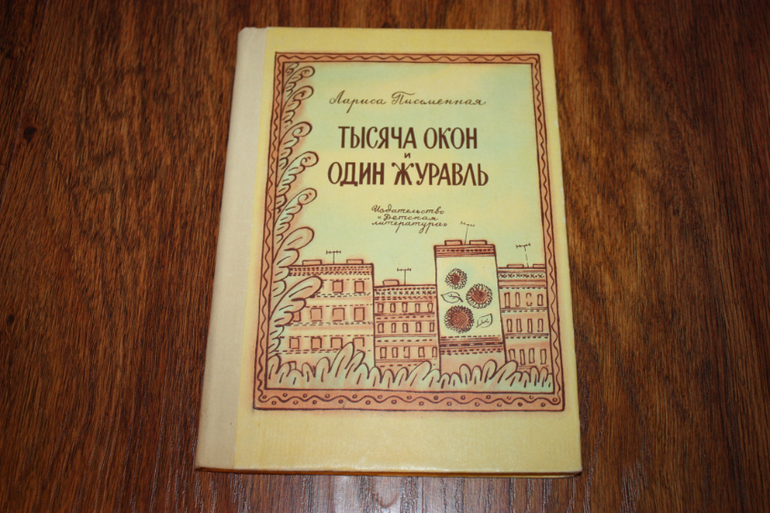 Лариса Письменная
ТЫСЯЧА ОКОН
и
ОДИН ЖУРАВЛЬ
Издательство
«Детская
литература»